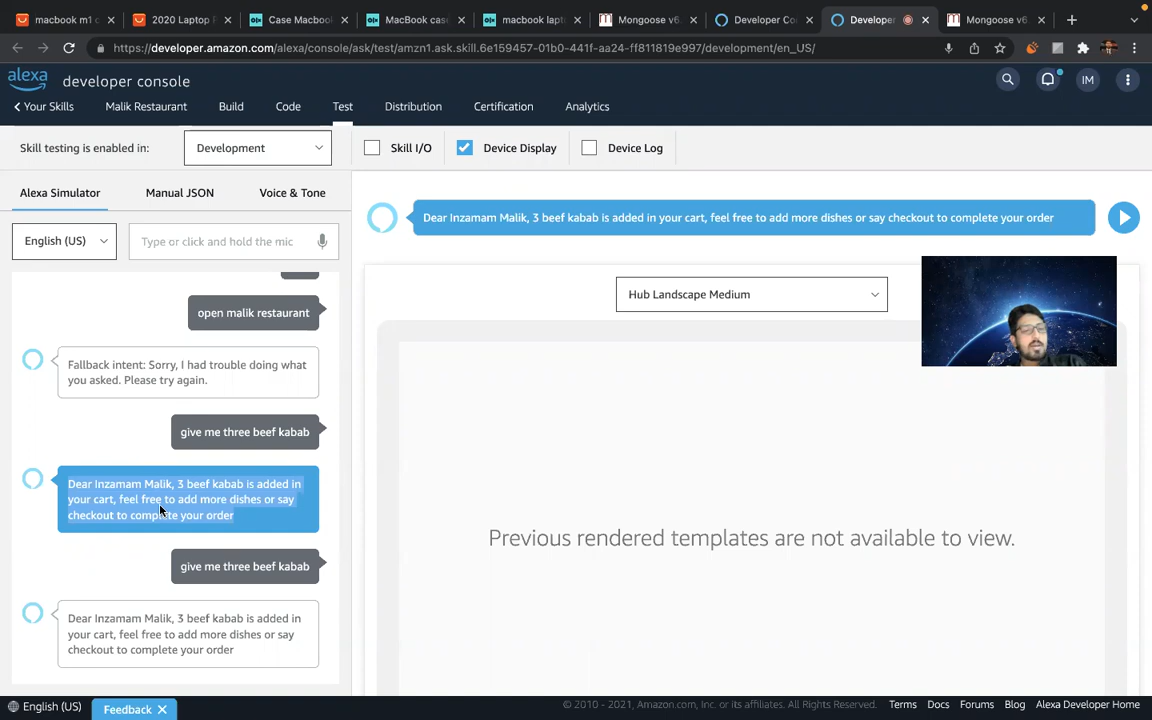 macbook m1 c
2020 Laptop
Case Macbook
MacBook case
macbook lapt
Mongoose v6.
Developer Co
Developer
Mongoose v6
https://developer.amazon.com/alexa/console/ask/test/amzn1.ask.skill.6e159457-01b0-441f-aa24-ff811819e997/development/en_US/
alexa developer console
IM
Your Skills Malik Restaurant Build Code Test Distribution Certification Analytics
Skill testing is enabled in: Development Skill I/O Device Display Device Log
Alexa Simulator Manual JSON Voice & Tone
English (US) Type or click and hold the mic
open malik restaurant
Fallback intent: Sorry, I had trouble doing what
you asked. Please try again.
give me three beef kabab
Dear Inzamam Malik, 3 beef kabab is added in
your cart, feel free to add more dishes or say
checkout to complete your order
give me three beef kabab
Dear Inzamam Malik, 3 beef kabab is added in
your cart, feel free to add more dishes or say
checkout to complete your order
Dear Inzamam Malik, 3 beef kabab is added in your cart, feel free to add more dishes or say checkout to complete your order
Hub Landscape Medium
Previous rendered templates are not available to view.
English (US) Feedback
© 2010 - 2021, Amazon.com, Inc. or its affiliates. All Rights Reserved. Terms Docs Forums Blog Alexa Developer Home